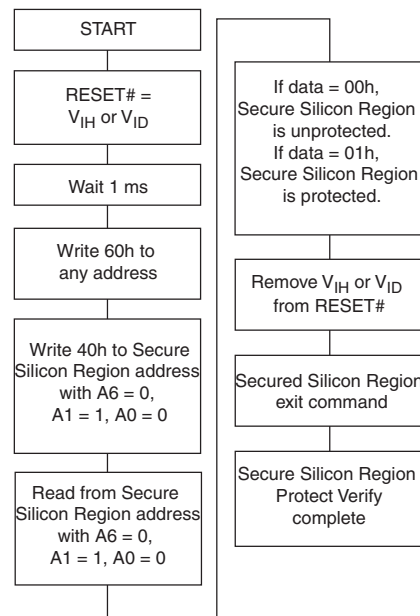 START
RESET# =
VIH or VID
Wait 1 ms
Write 60h to
any address
Write 40h to Secure
Silicon Region address
with A6 = 0,
A1 = 1, A0 = 0
Read from Secure
Silicon Region address
with A6 = 0,
A1 = 1, A0 = 0
If data = 00h,
Secure Silicon Region
is unprotected.
If data = 01h,
Secure Silicon Region
is protected.
Remove VIH or VID
from RESET#
Secured Silicon Region
exit command
Secure Silicon Region
Protect Verify
complete